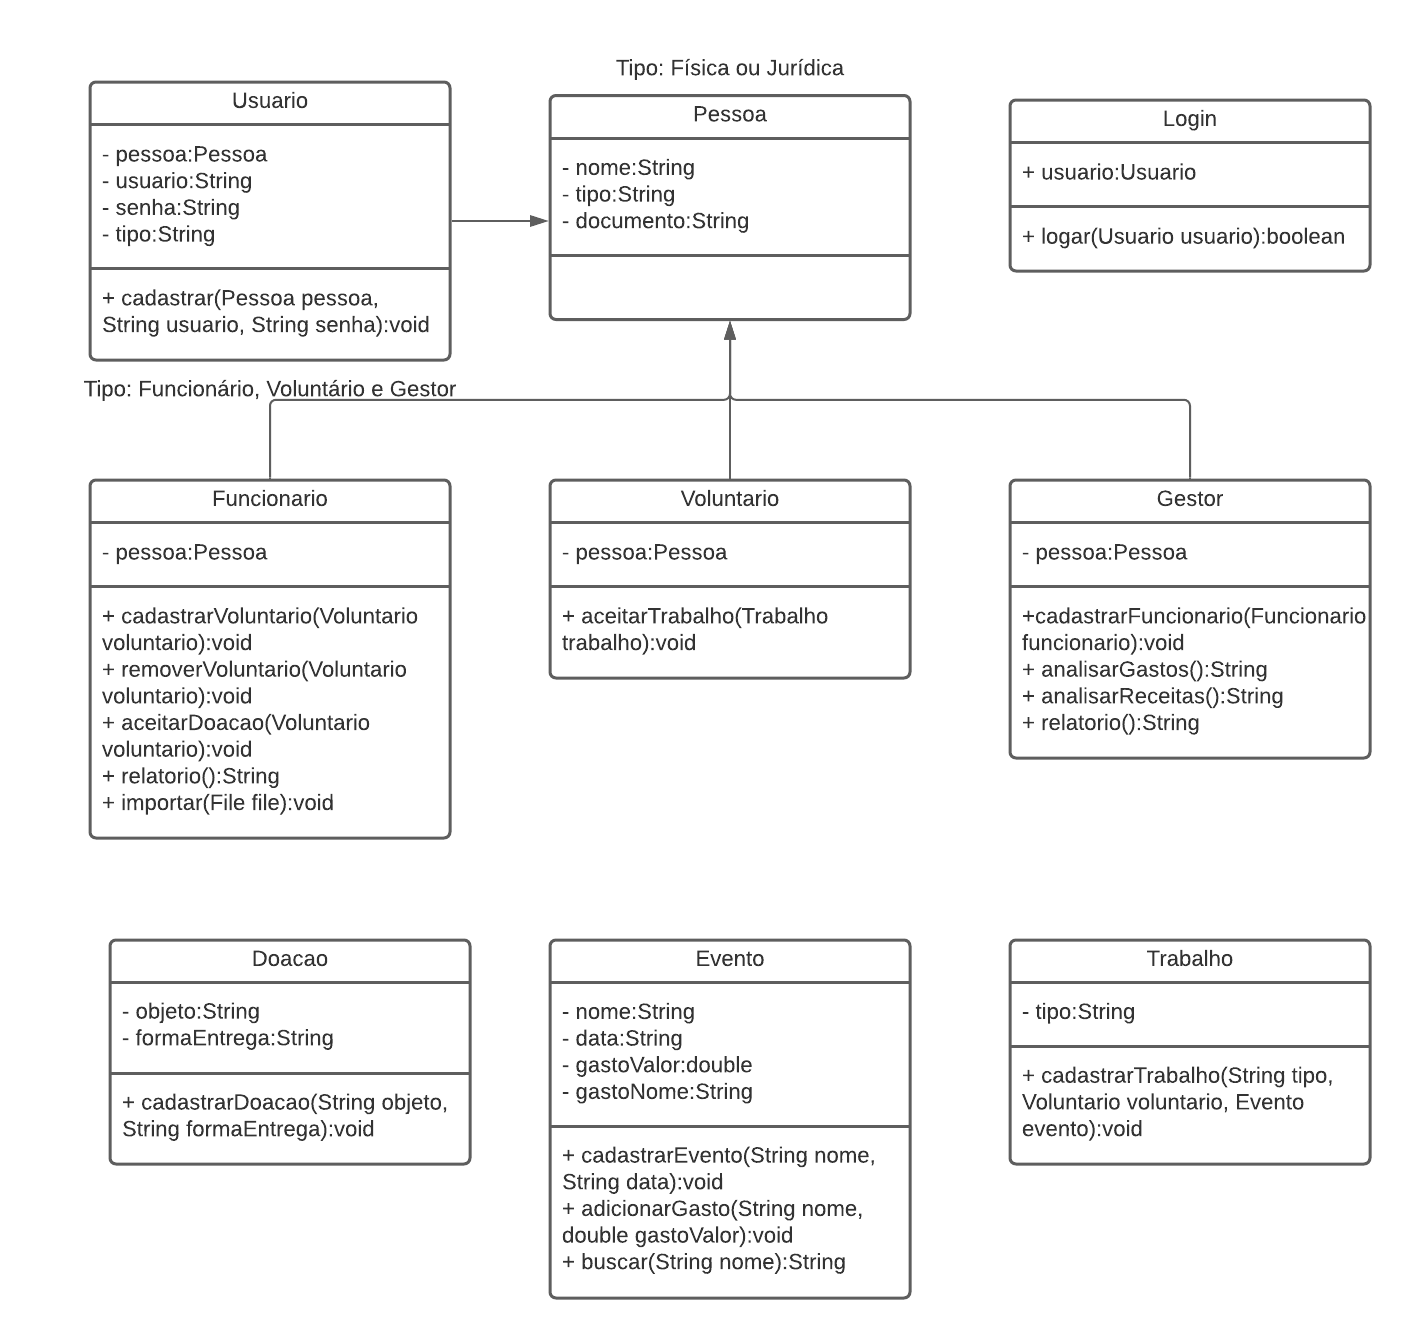 Usuario
- pessoa:Pessoa
- usuario:String
- senha:String
- tipo:String
+ cadastrar(Pessoa pessoa,
String usuario, String senha):void
Tipo: Funcionário, Voluntário e Gestor
Tipo: Física ou Jurídica
Pessoa
- nome:String
- tipo:String
- documento:String
Login
+ usuario:Usuario
+ logar(Usuario usuario):boolean
Funcionário
- pessoa:Pessoa
+ cadastrarVoluntario(Voluntario
voluntario):void
+ removerVoluntario(Voluntario
voluntario):void
+ aceitarDoacao(Voluntario
voluntario):void
+ relatorio():String
+ importar(File file):void
Voluntario
- pessoa:Pessoa
+ aceitarTrabalho(Trabalho
trabalho):void
Gestor
- pessoa:Pessoa
+cadastrarFuncionario(Funcionario
funcionario):void
+ analisarGastos():String
+ analisarReceitas():String
+ relatorio():String
Doacao
- objeto:String
- formaEntrega:String
+ cadastrarDoacao(String objeto,
String formaEntrega):void
Evento
- nome:String
- data:String
- gastoValor:double
- gastoNome:String
+ cadastrarEvento(String nome,
String data):void
+ adicionarGasto(String nome,
double gastoValor):void
+ buscar(String nome):String
Trabalho
- tipo:String
+ cadastrarTrabalho(String tipo,
Voluntario voluntario, Evento
evento):void